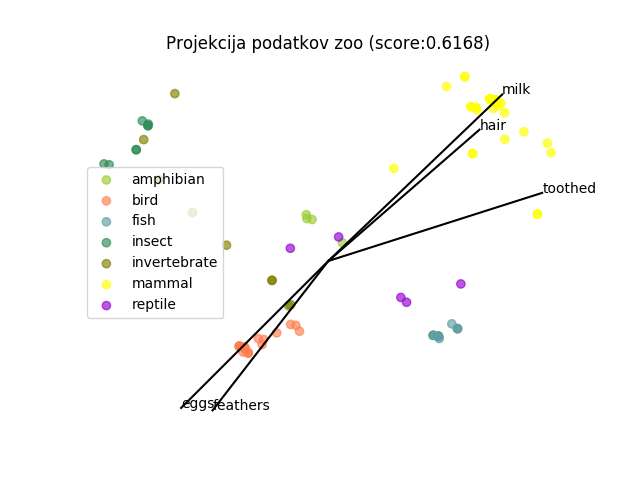 Projekcija podatkov zoo (score:0.6168)
milk
hair
toothed
amphibian
bird
fish
insect
invertebrate
mammal
reptile
eggs
feathers